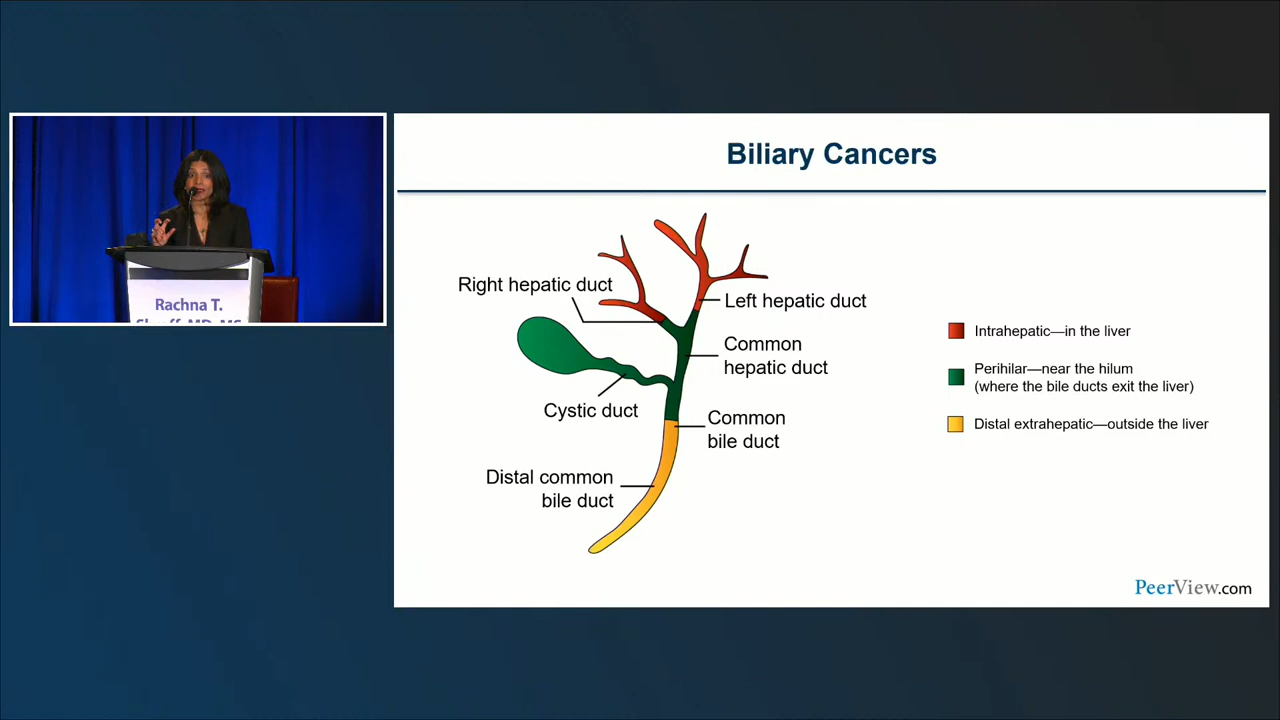 Biliary Cancers
Rachna T.
Right hepatic duct
Left hepatic duct
Common
hepatic duct
Cystic duct
Common
bile duct
Distal common
bile duct
Intrahepatic—in the liver
Perihilar—near the hilum
(where the bile ducts exit the liver)
Distal extrahepatic—outside the liver
PeerView.com